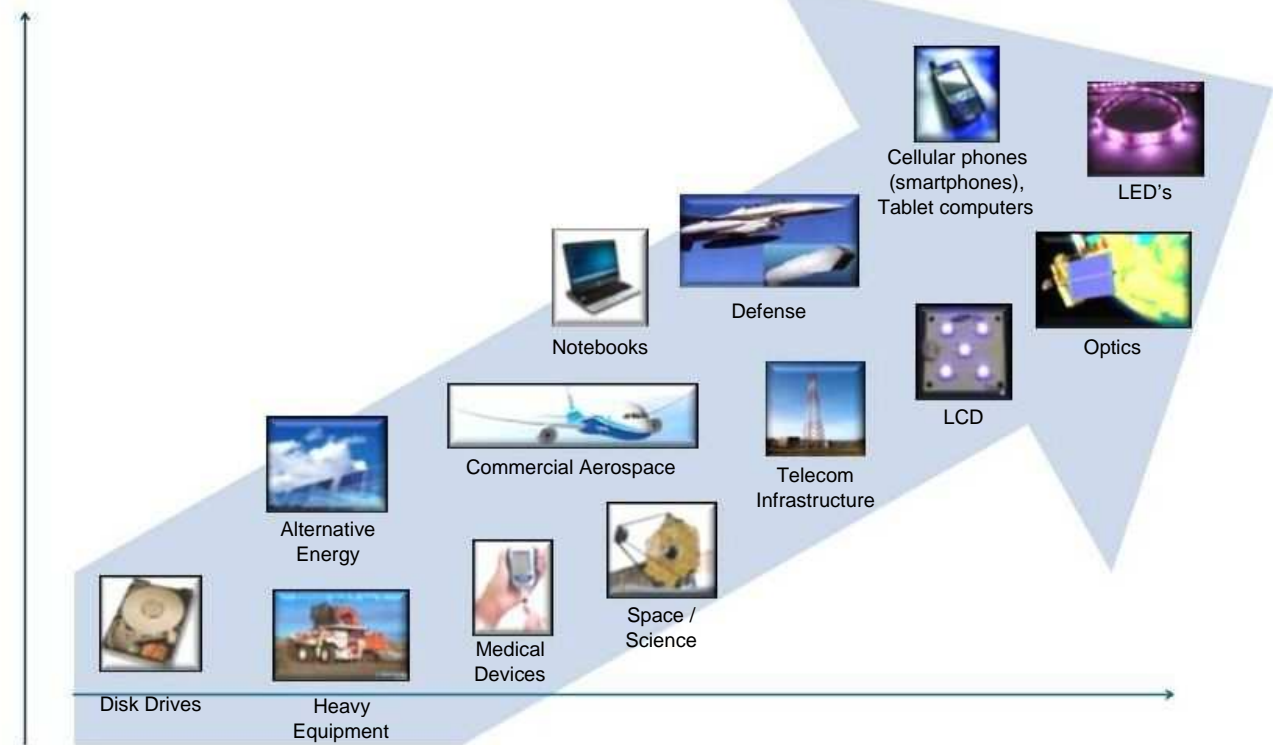 Cellular phones
(smartphones),
Tablet computers
LED's
Defense
Notebooks
Optics
LCD
Commercial Aerospace
Telecom
Infrastructure
Alternative
Energy
Space /
Science
Medical
Devices
Disk Drives
Heavy
Equipment